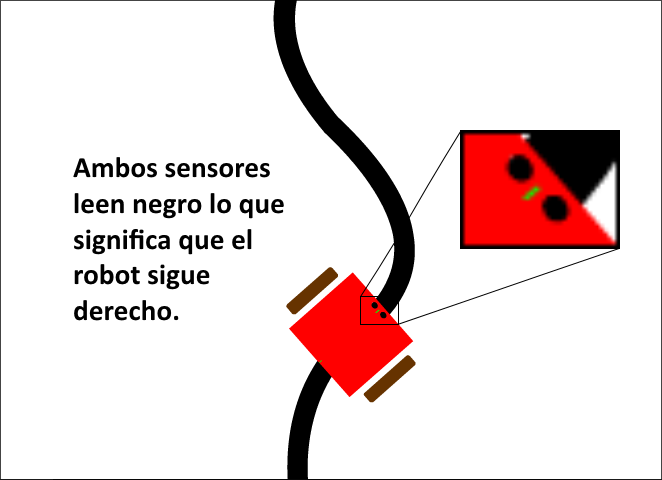 Ambos sensores
leen negro lo que
significa que el
robot sigue
derecho.